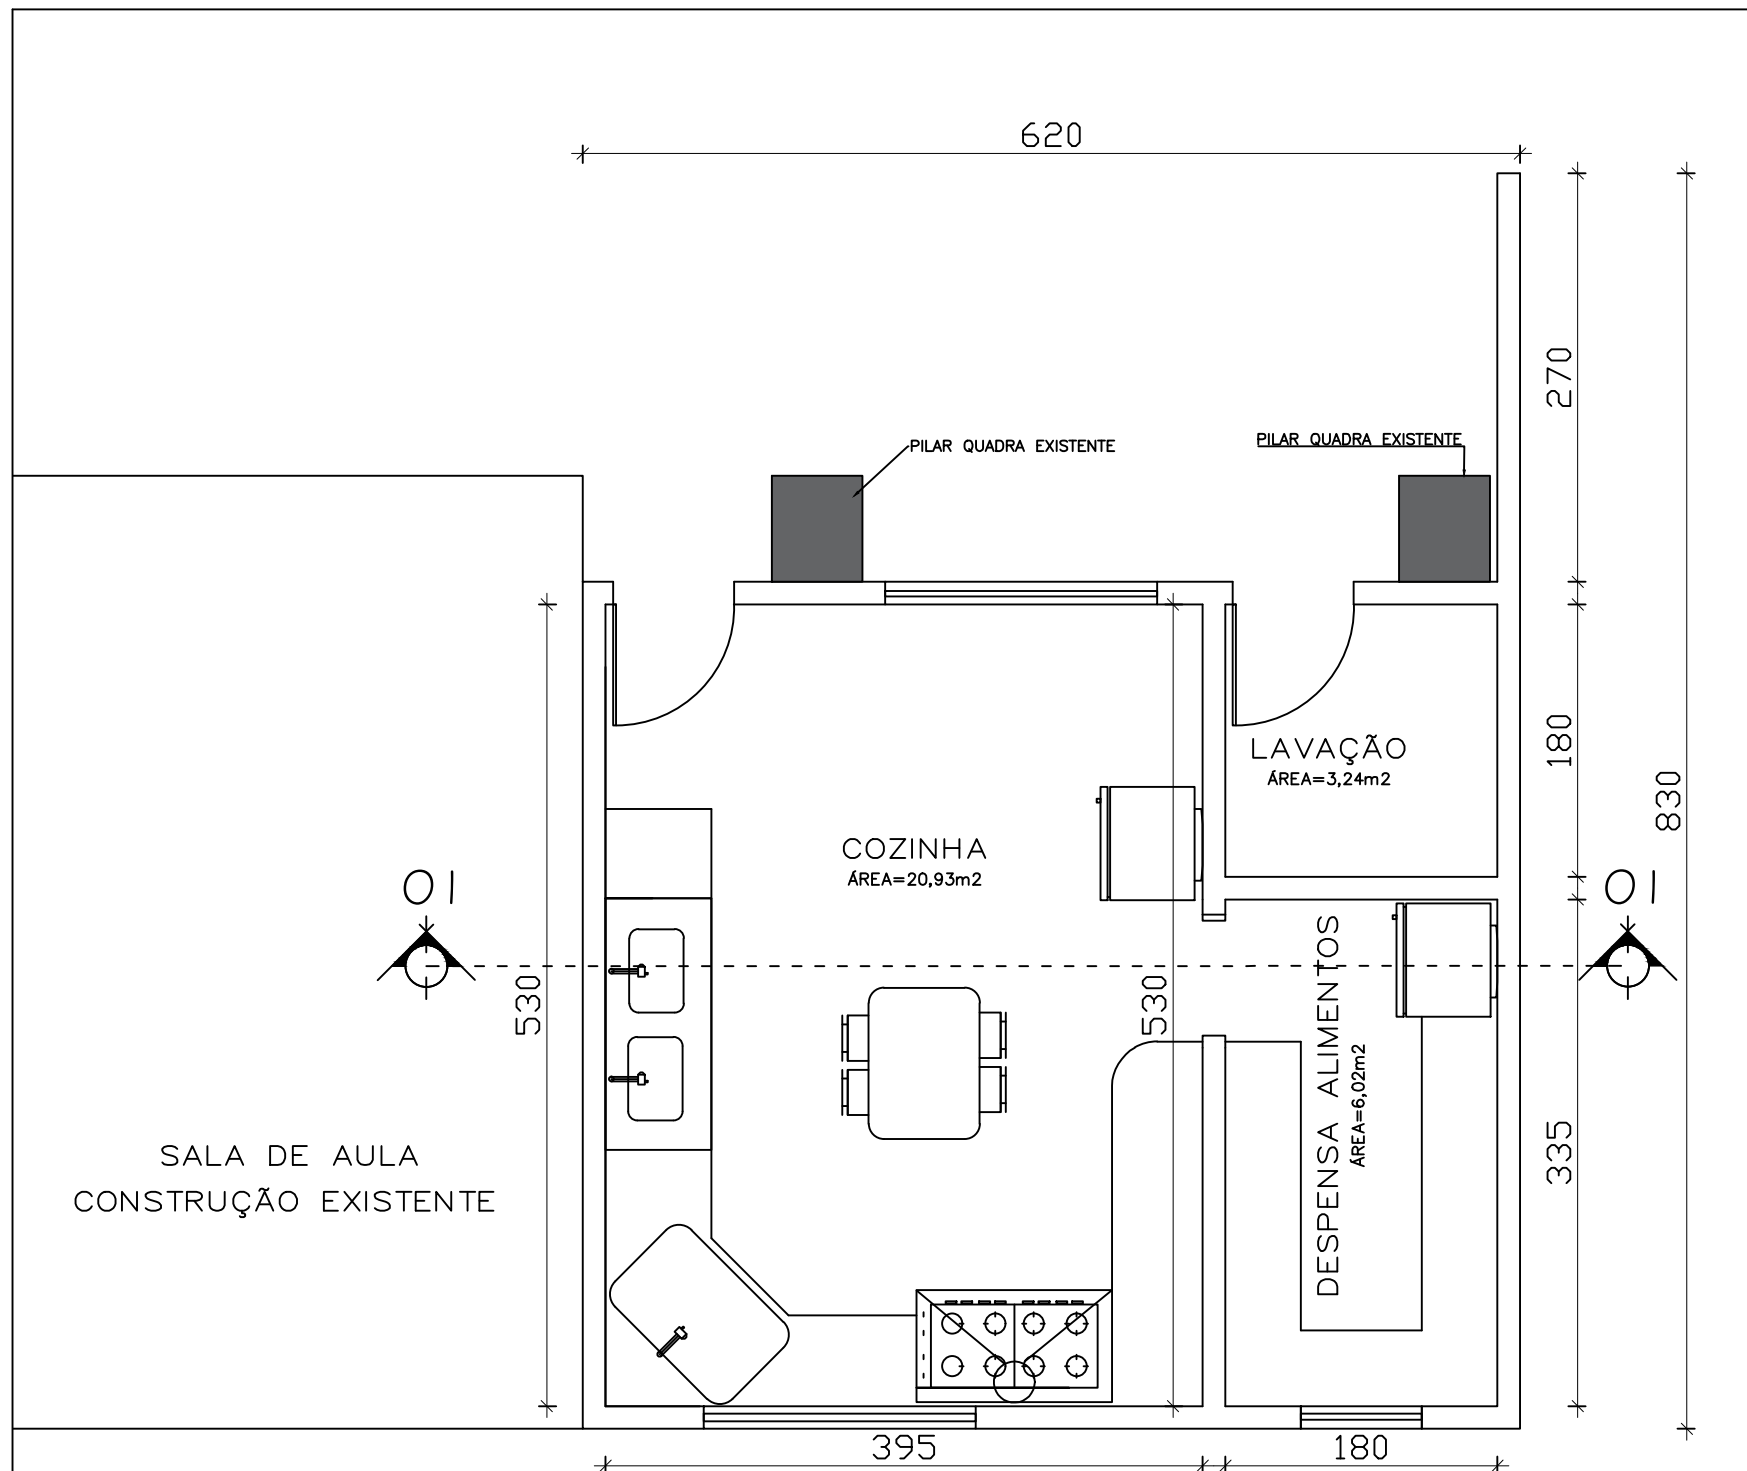 620
270
PILAR QUADRA EXISTENTE
PILAR QUADRA EXISTENTE
180
830
LAVAÇÃO
ÁREA=3,24m2
COZINHA
ÁREA=20,93m2
01
01
530
530
DESPENSA ALIMENTOS
ÁREA=6,02m2
335
SALA DE AULA
CONSTRUÇÃO EXISTENTE
395
180